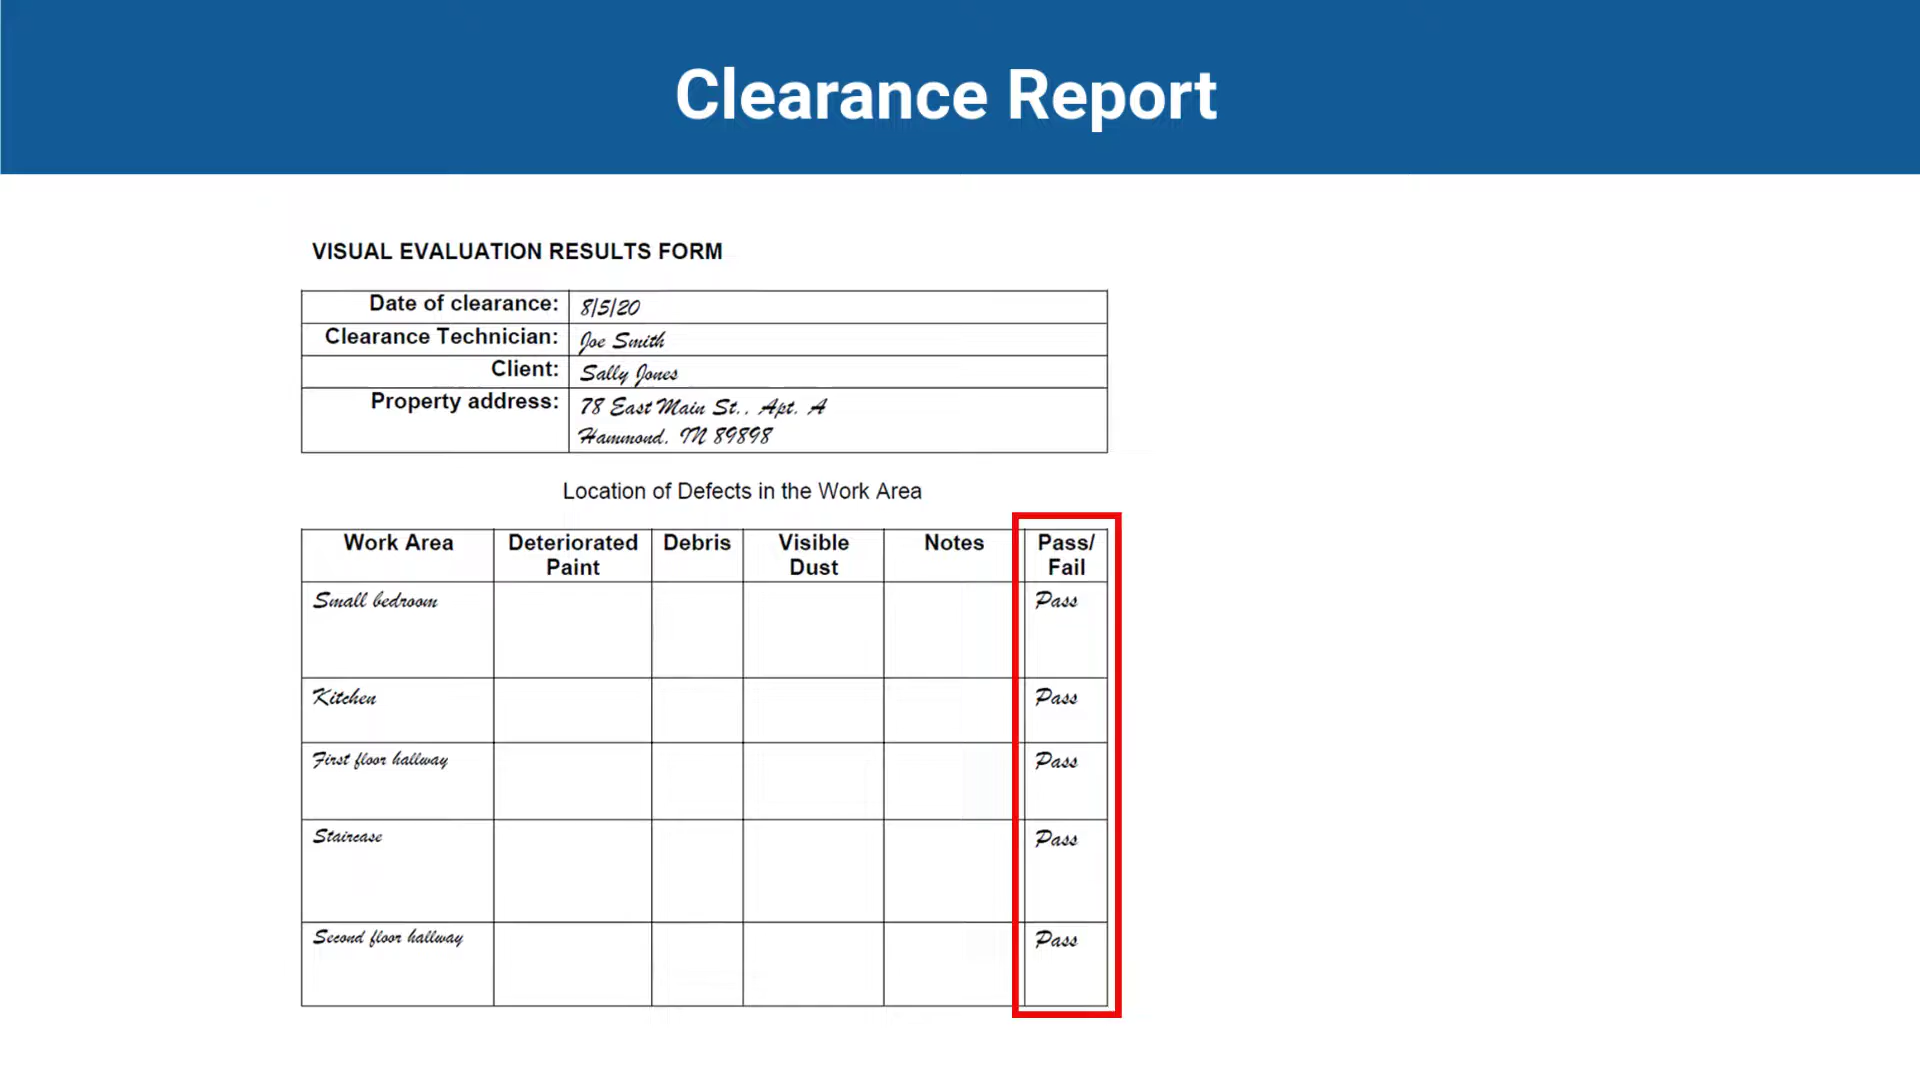 Clearance Report
VISUAL EVALUATION RESULTS FORM
Date of clearance: 8/5/20
Clearance Technician: Joe Smith
Client: Sally Jones
Property address: 78 East Main St., Apt. A
Hammond, IN 89898
Location of Defects in the Work Area
Work Area Deteriorated Paint Debris Visible Dust Notes Pass/ Fail
Small bedroom Pass
Kitchen Pass
First floor hallway Pass
Staircase Pass
Second floor hallway Pass